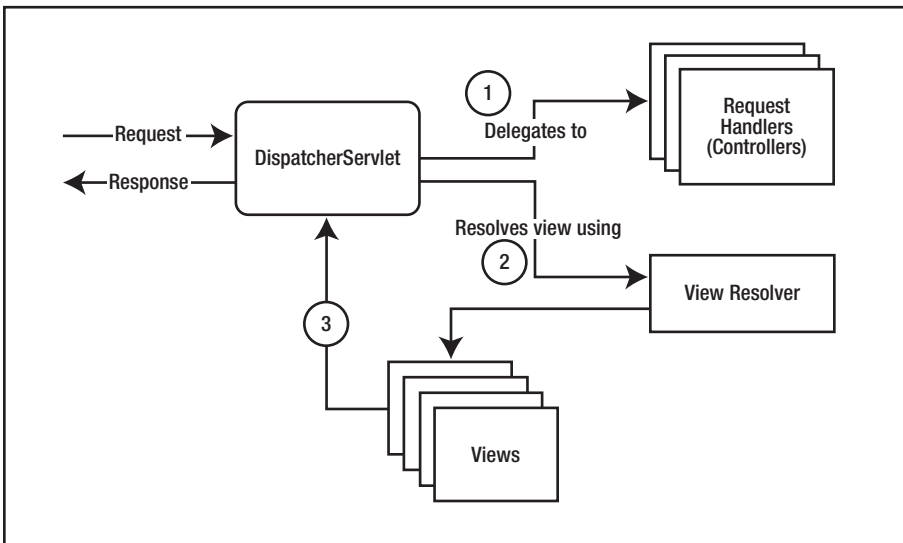 1
Delegates to
Request
Handlers
(Controllers)
Request
DispatcherServlet
Response
Resolves view using
2
View Resolver
3
Views